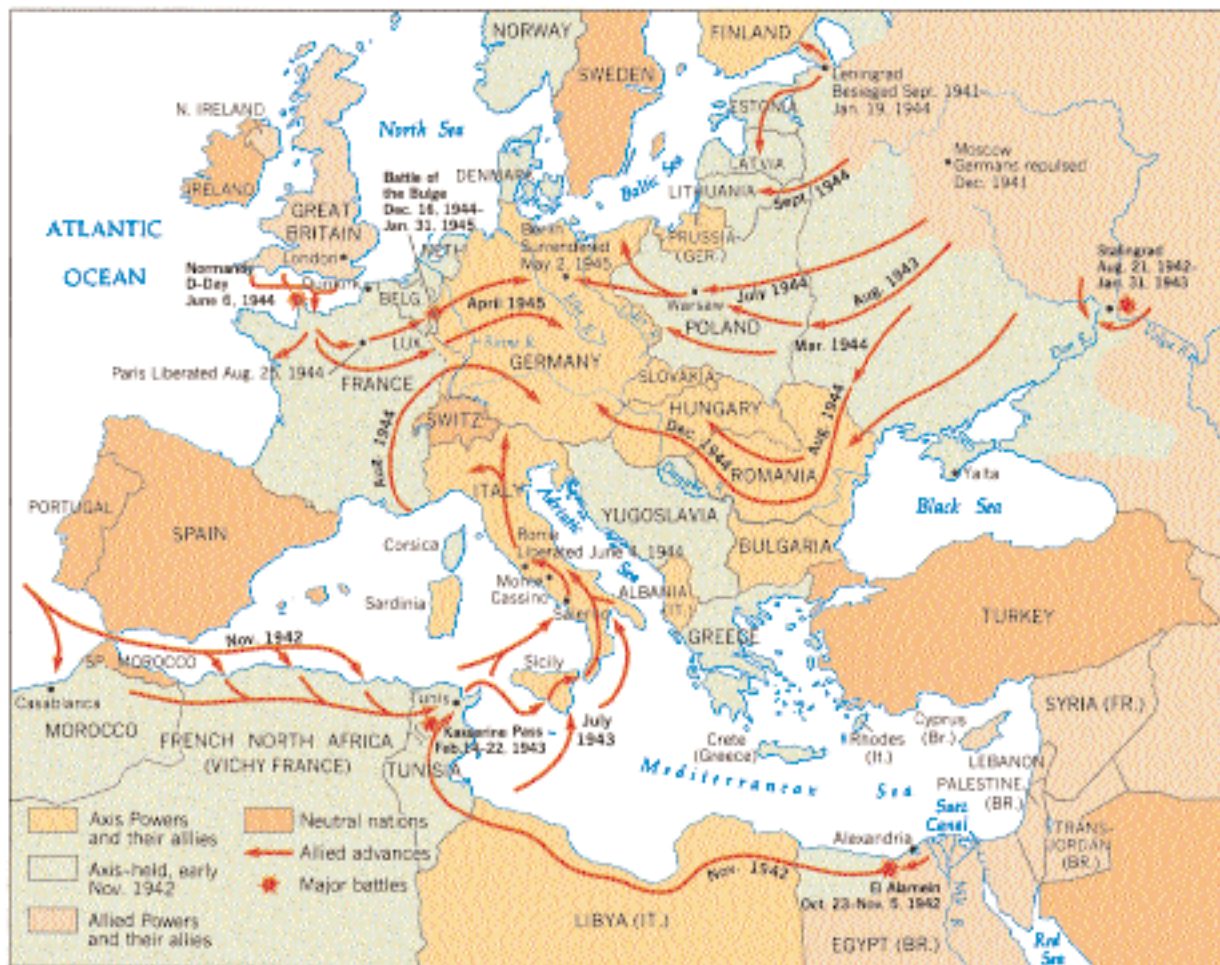 NORWAY
FINLAND
SWEDEN
Leningrad
Besieged Sept. 1941–
Jan. 19, 1944
ESTONIA
N. IRELAND
North Sea
Baltic Sea
LATVIA
Moscow
Germans repulsed
Dec. 1941
IRELAND
Battle of
the Bulge
Dec. 16, 1944–
Jan. 31, 1945
DENMARK
LITHUANIA
Sept. 1944
GREAT
BRITAIN
London
ATLANTIC
OCEAN
NETH.
Berlin
Surrendered
May 2, 1945
PRUSSIA
(GER.)
Stalingrad
Aug. 21, 1942–
Jan. 31, 1943
Normandy
D-Day
June 6, 1944
Dunkirk
BELG.
April 1945
Elbe R.
Warsaw
July 1944
Aug. 1943
POLAND
Mar. 1944
Don R.
Volga R.
LUX.
Rhine R.
GERMANY
Paris Liberated Aug. 25, 1944
FRANCE
SLOVAKIA
HUNGARY
Aug. 1944
SWITZ.
Aug. 1944
Dec. 1944
ROMANIA
Yalta
ITALY
Adriatic Sea
Danube R.
YUGOSLAVIA
Black Sea
PORTUGAL
SPAIN
Corsica
Rome
Liberated June 4, 1944
BULGARIA
Monte
Cassino
Salerno
ALBANIA
(IT.)
Sardinia
TURKEY
GREECE
Nov. 1942
SP. MOROCCO
Sicily
Casablanca
MOROCCO
Tunis
Kasserine Pass
Feb. 14–22, 1943
July
1943
FRENCH NORTH AFRICA
(VICHY FRANCE)
TUNISIA
Crete
(Greece)
Rhodes
(It.)
Cyprus
(Br.)
SYRIA (FR.)
LEBANON
PALESTINE
(BR.)
Mediterranean Sea
Suez
Canal
TRANS-
JORDAN
(BR.)
Alexandria
Nov. 1942
El Alamein
Oct. 23–Nov. 5, 1942
Nile R.
LIBYA (IT.)
EGYPT (BR.)
Red
Sea
Axis Powers
and their allies
Axis-held, early
Nov. 1942
Allied Powers
and their allies
Neutral nations
Allied advances
Major battles